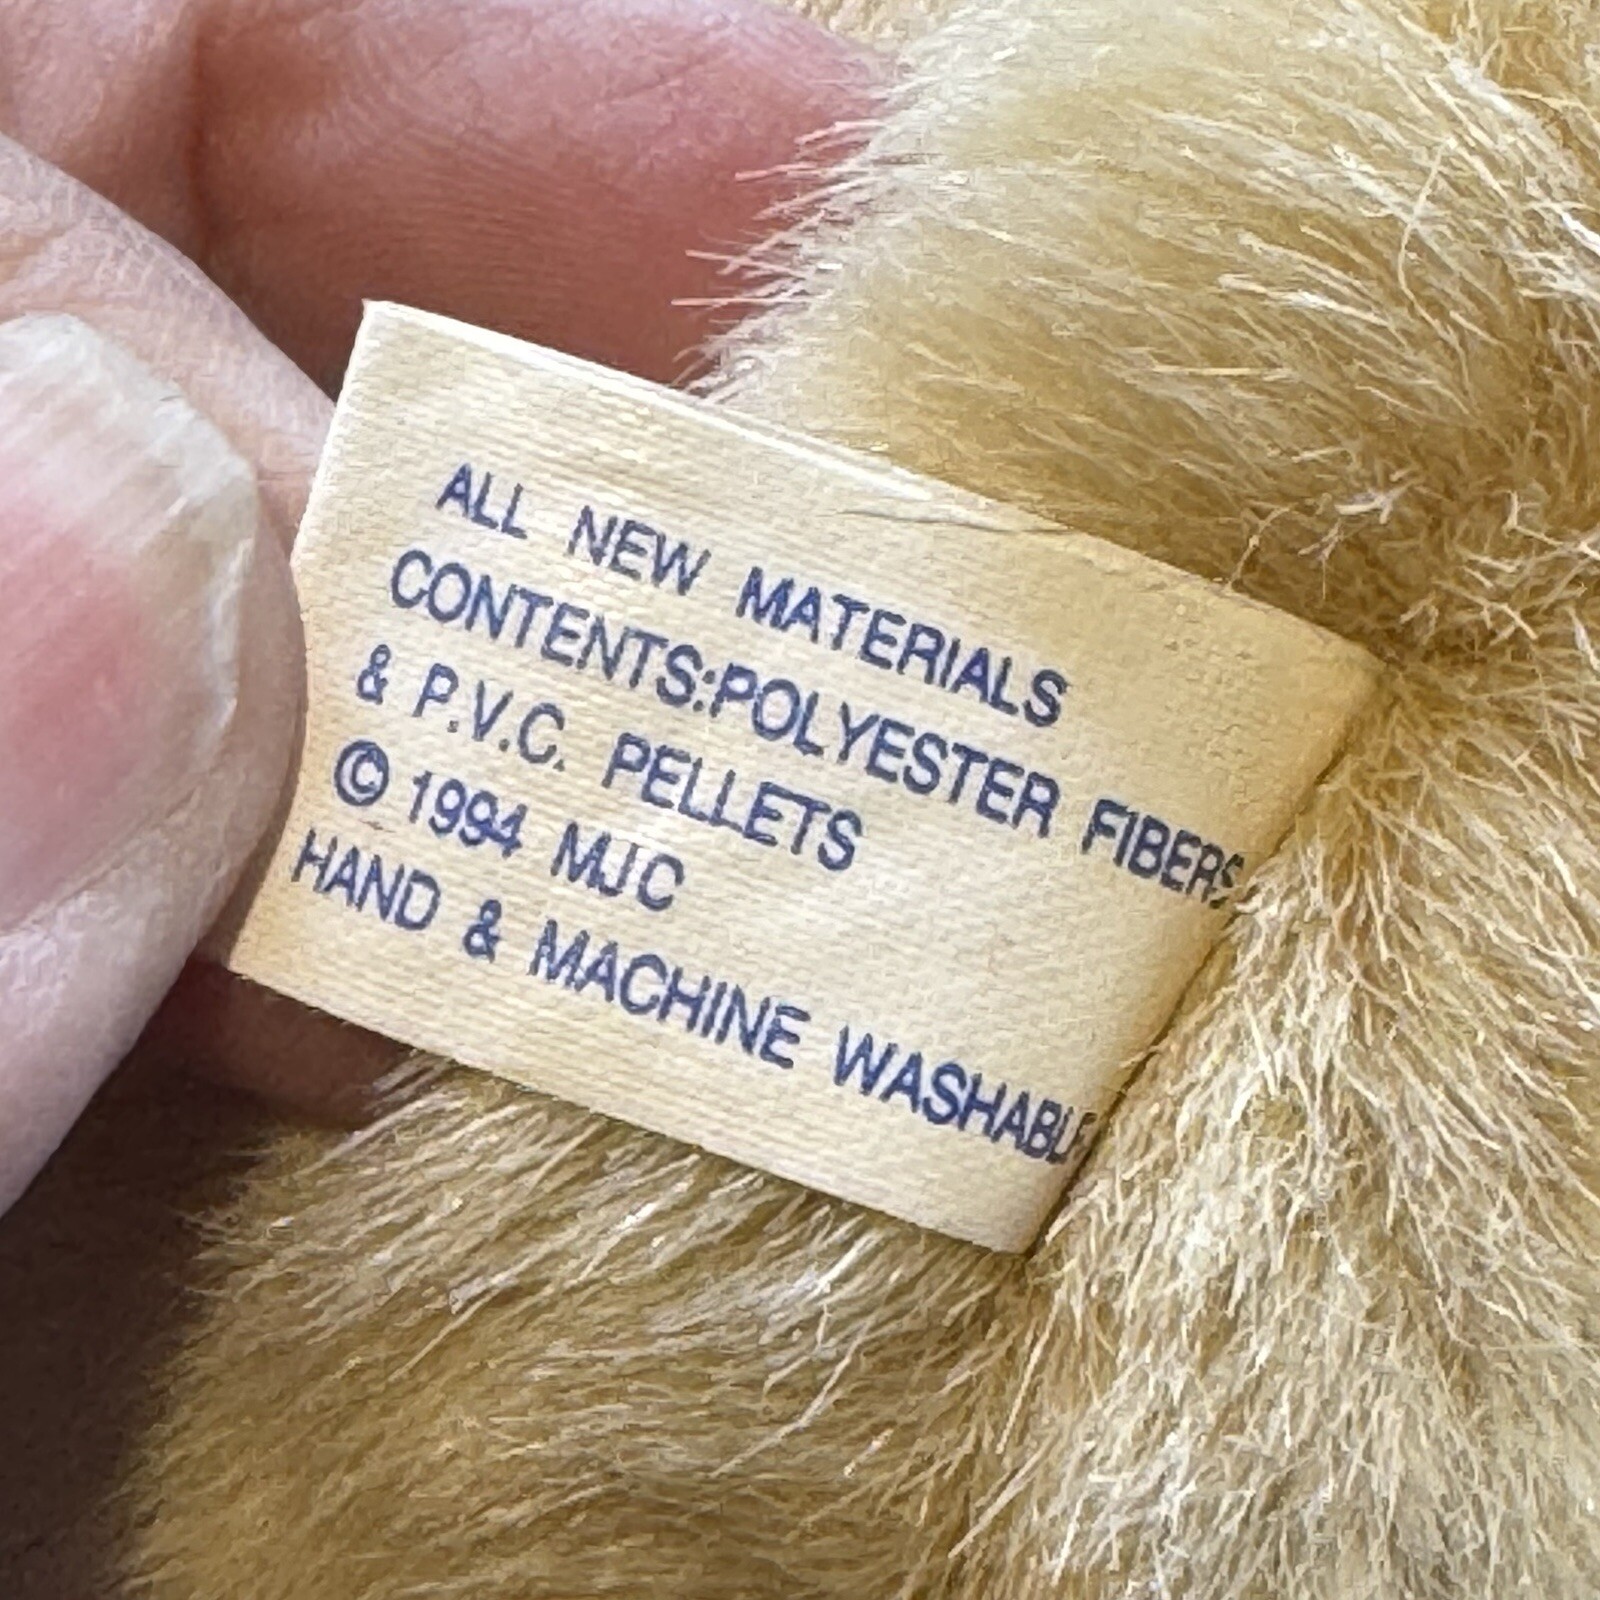 ALL NEW MATERIALS
CONTENTS:POLYESTER FIBERS
& P.V.C. PELLETS
© 1994 MJC
HAND & MACHINE WASHABLE